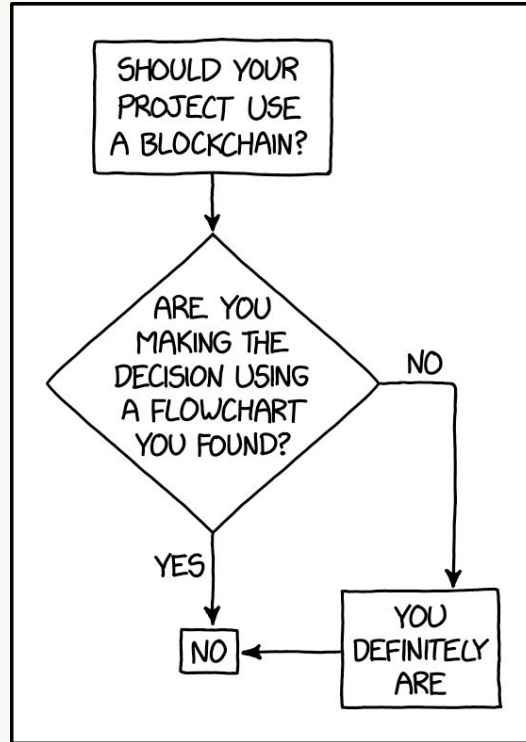 SHOULD YOUR
PROJECT USE
A BLOCKCHAIN?
ARE YOU
MAKING THE
DECISION USING
A FLOWCHART
YOU FOUND?
NO
YES
NO
YOU
DEFINITELY
ARE